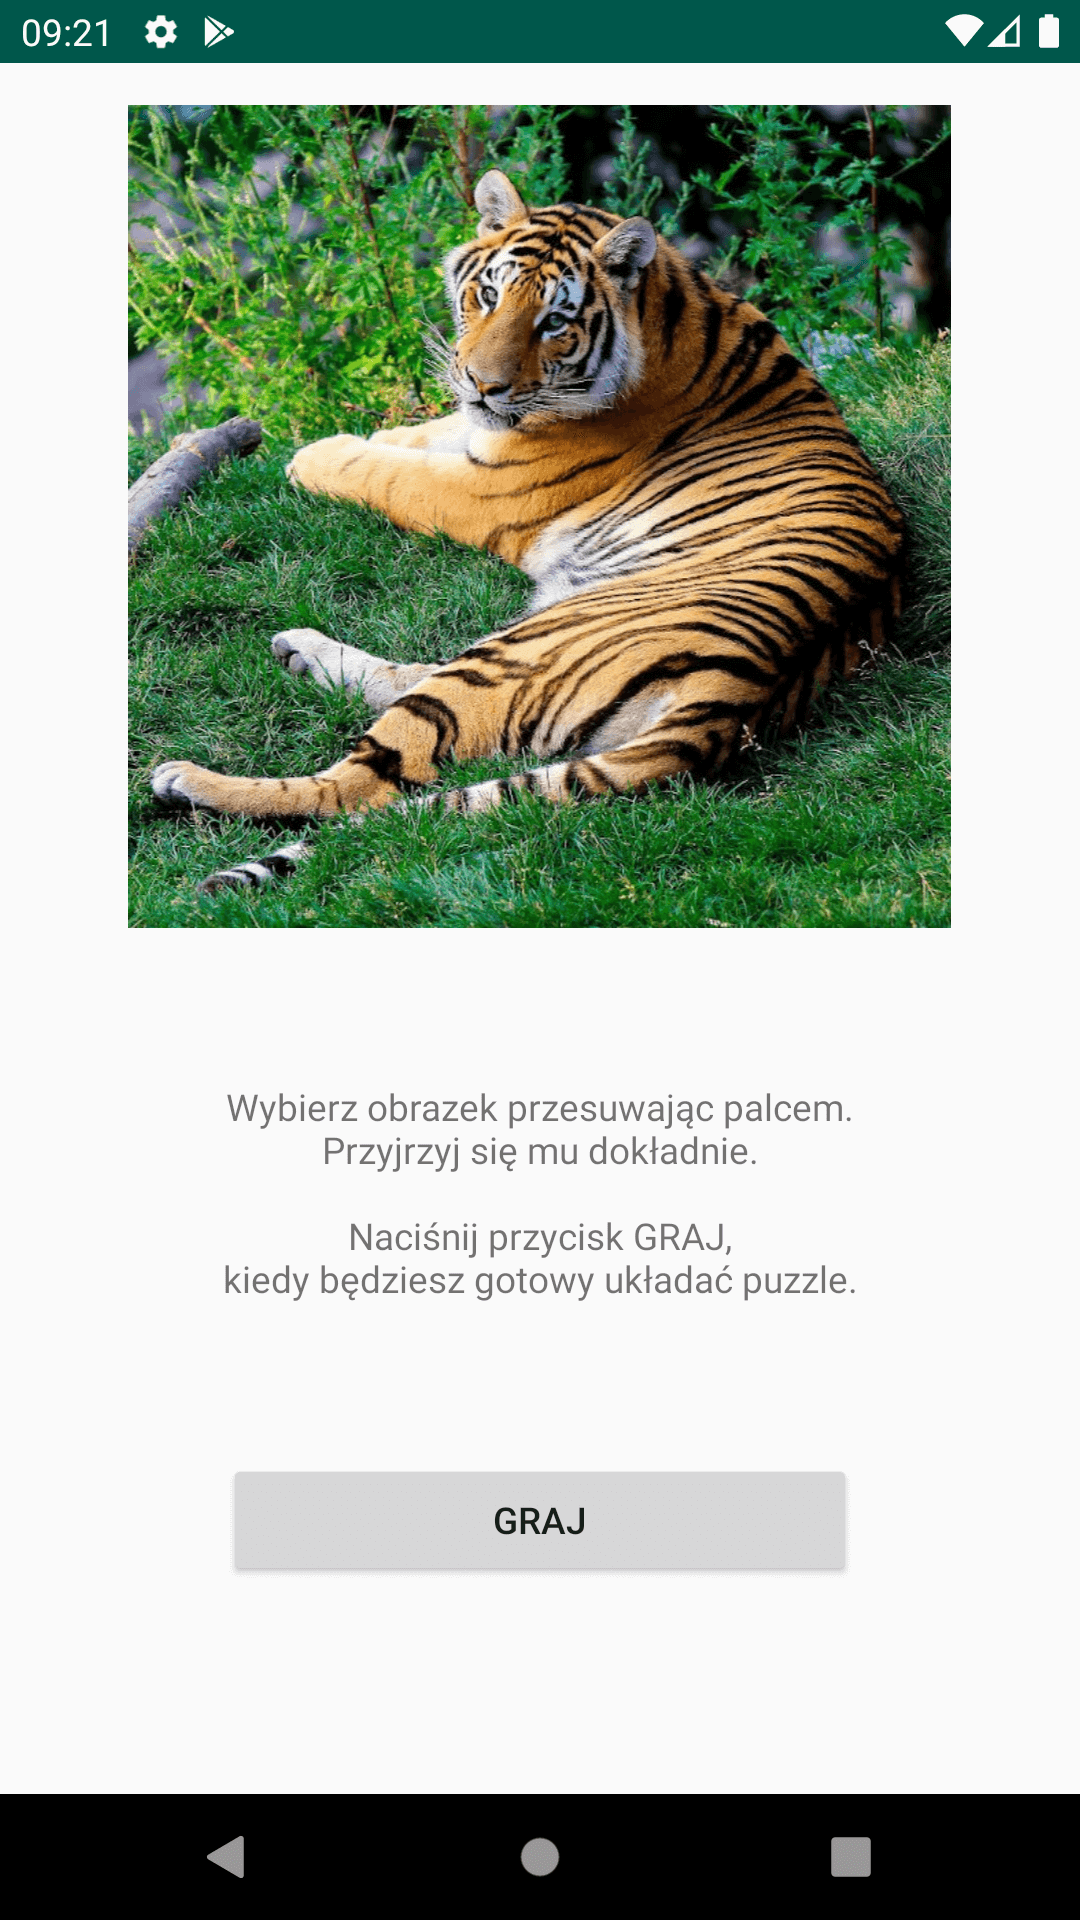 09:21
Wybierz obrazek przesuwając palcem.
Przyjrzyj się mu dokładnie.
Naciśnij przycisk GRAJ,
kiedy będziesz gotowy układać puzzle.
GRAJ